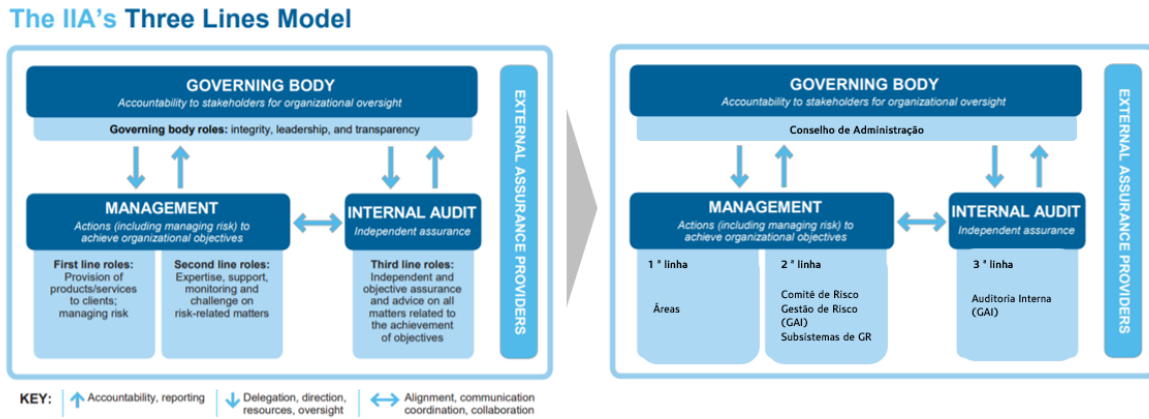 The IIA's Three Lines Model
GOVERNING BODY
Accountability to stakeholders for organizational oversight
Governing body roles: integrity, leadership, and transparency
MANAGEMENT
Actions (including managing risk) to
achieve organizational objectives
INTERNAL AUDIT
Independent assurance
First line roles:
Provision of
products/services
to clients;
managing risk
Second line roles:
Expertise, support,
monitoring and
challenge on
risk-related matters
Third line roles:
Independent and
objective assurance
and advice on all
matters related to
the achievement
of objectives
EXTERNAL ASSURANCE PROVIDERS
GOVERNING BODY
Accountability to stakeholders for organizational oversight
Conselho de Administração
MANAGEMENT
Actions (including managing risk) to
achieve organizational objectives
INTERNAL AUDIT
Independent assurance
1 ª linha
Áreas
2 ª linha
Comitê de Risco
Gestão de Risco
(GAI)
Subsistemas de GR
3 ª linha
Auditoria Interna
(GAI)
EXTERNAL ASSURANCE PROVIDERS
KEY:
Accountability, reporting
Delegation, direction,
resources, oversight
Alignment, communication
coordination, collaboration